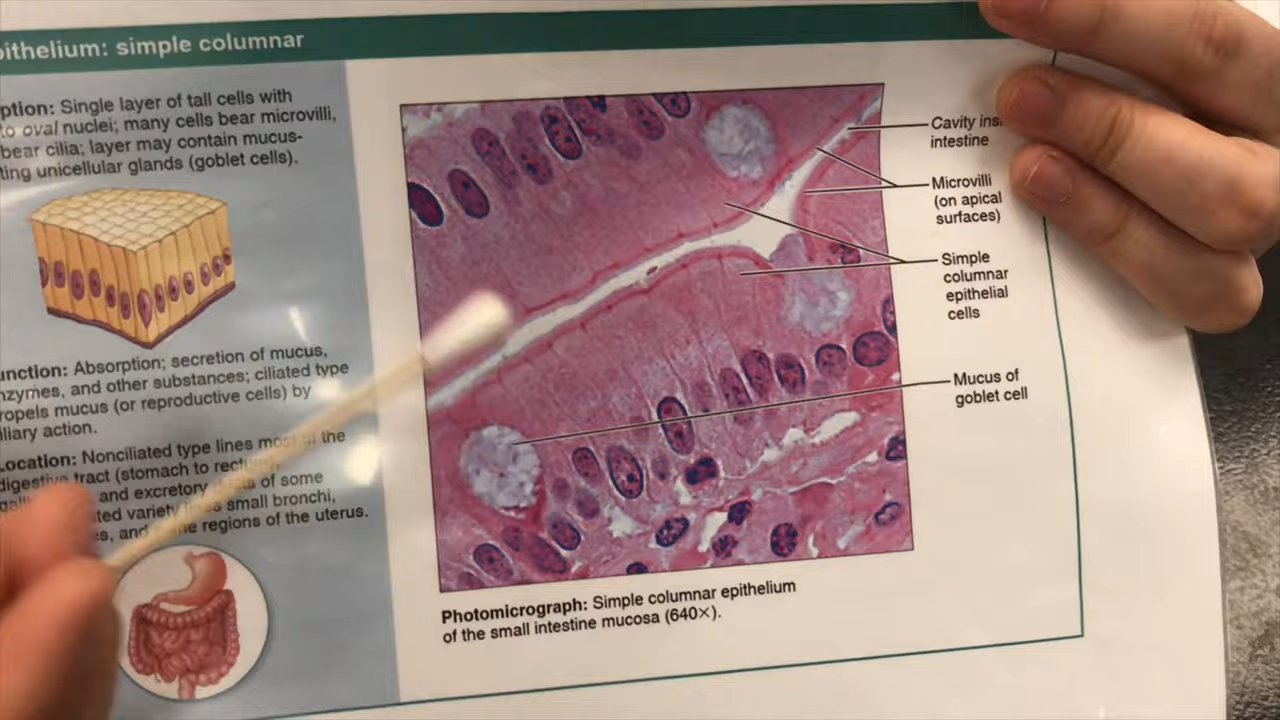 epithelium: simple columnar
ption: Single layer of tall cells with
to oval nuclei; many cells bear microvilli,
bear cilia; layer may contain mucus-
ting unicellular glands (goblet cells).
unction: Absorption; secretion of mucus,
nzymes, and other substances; ciliated type
ropels mucus (or reproductive cells) by
iliary action.
Location: Nonciliated type lines most of the
digestive tract (stomach to rectum),
and excretory of some
small bronchi,
and regions of the uterus.
Cavity
intestine
Microvilli
(on apical
surfaces)
Simple
columnar
epithelial
cells
Mucus of
goblet cell
Photomicrograph: Simple columnar epithelium
of the small intestine mucosa (640×).